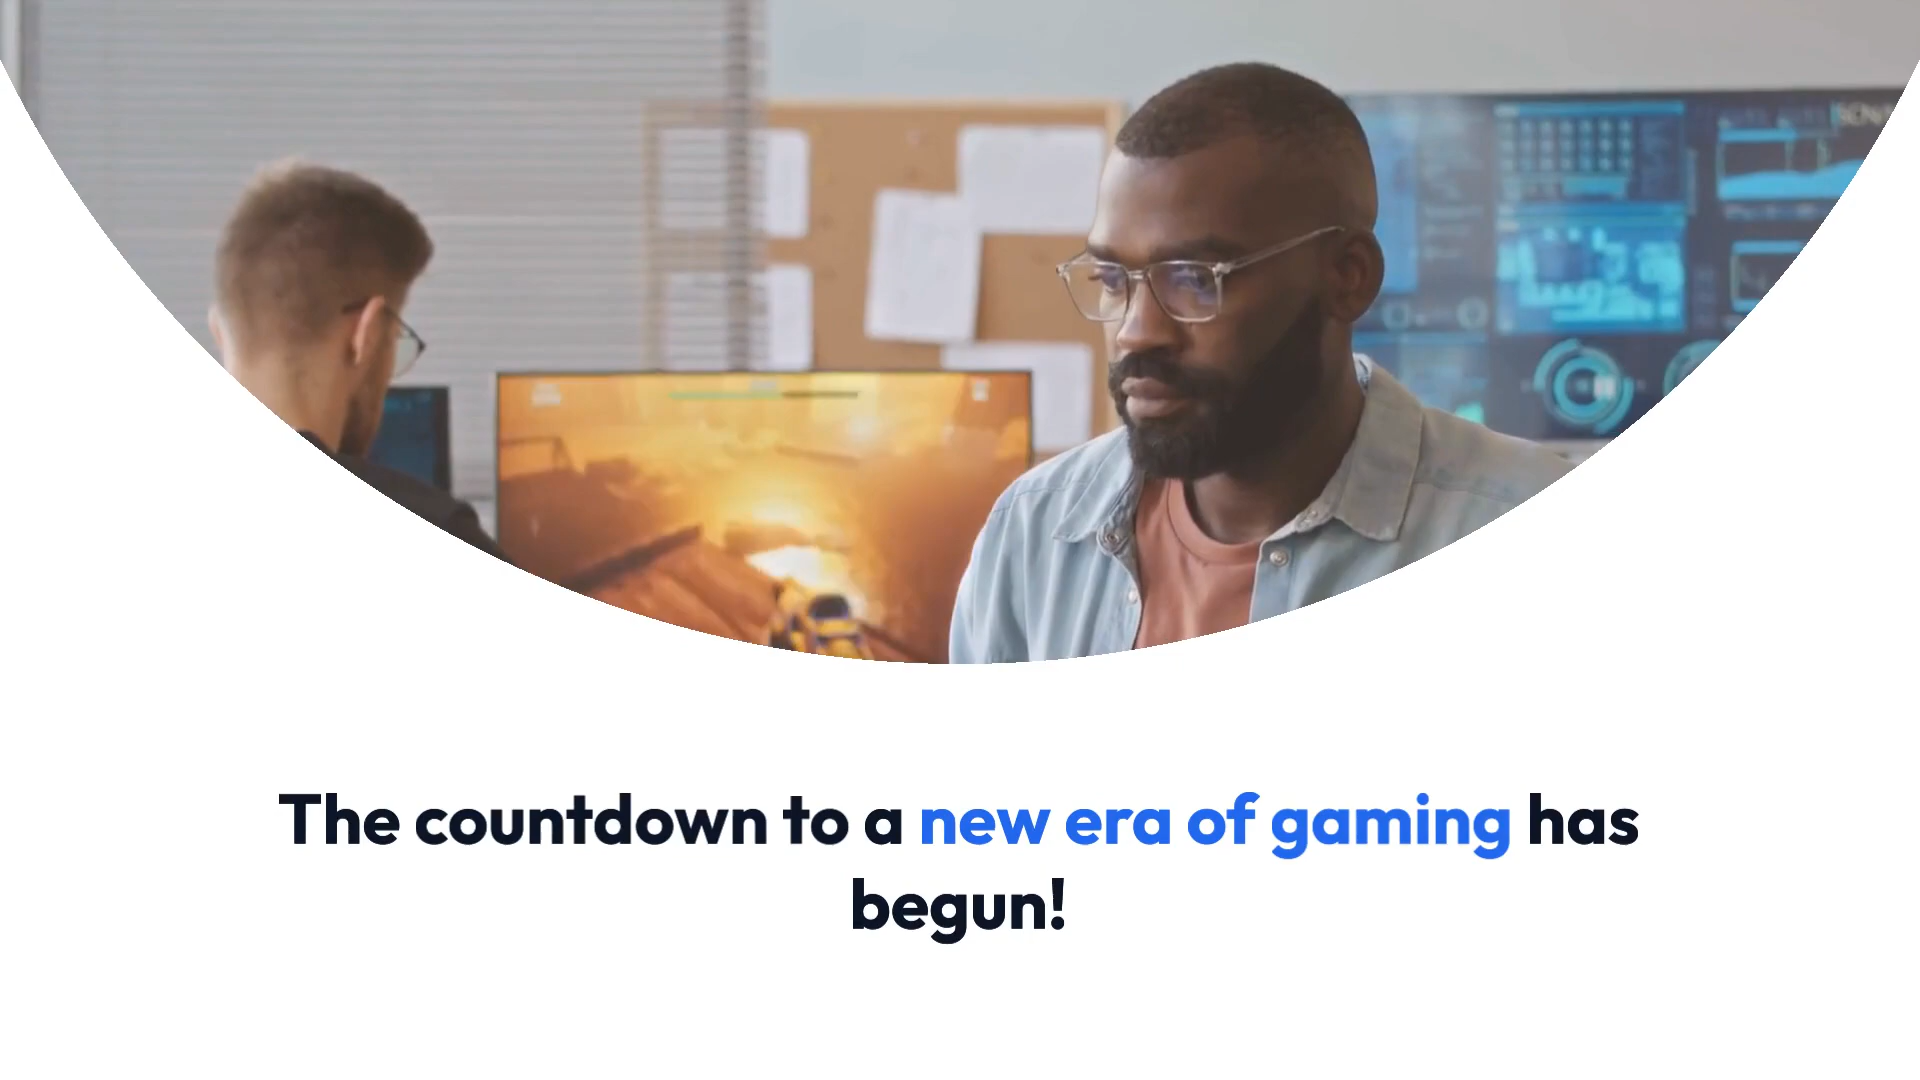 The countdown to a new era of gaming has
begun!